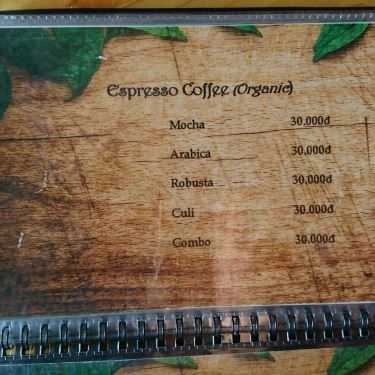 Espresso Coffee (Organic)
Mocha 30.000đ
Arabica 30.000đ
Robusta 30.000đ
Culi 30.000đ
Combo 30.000đ